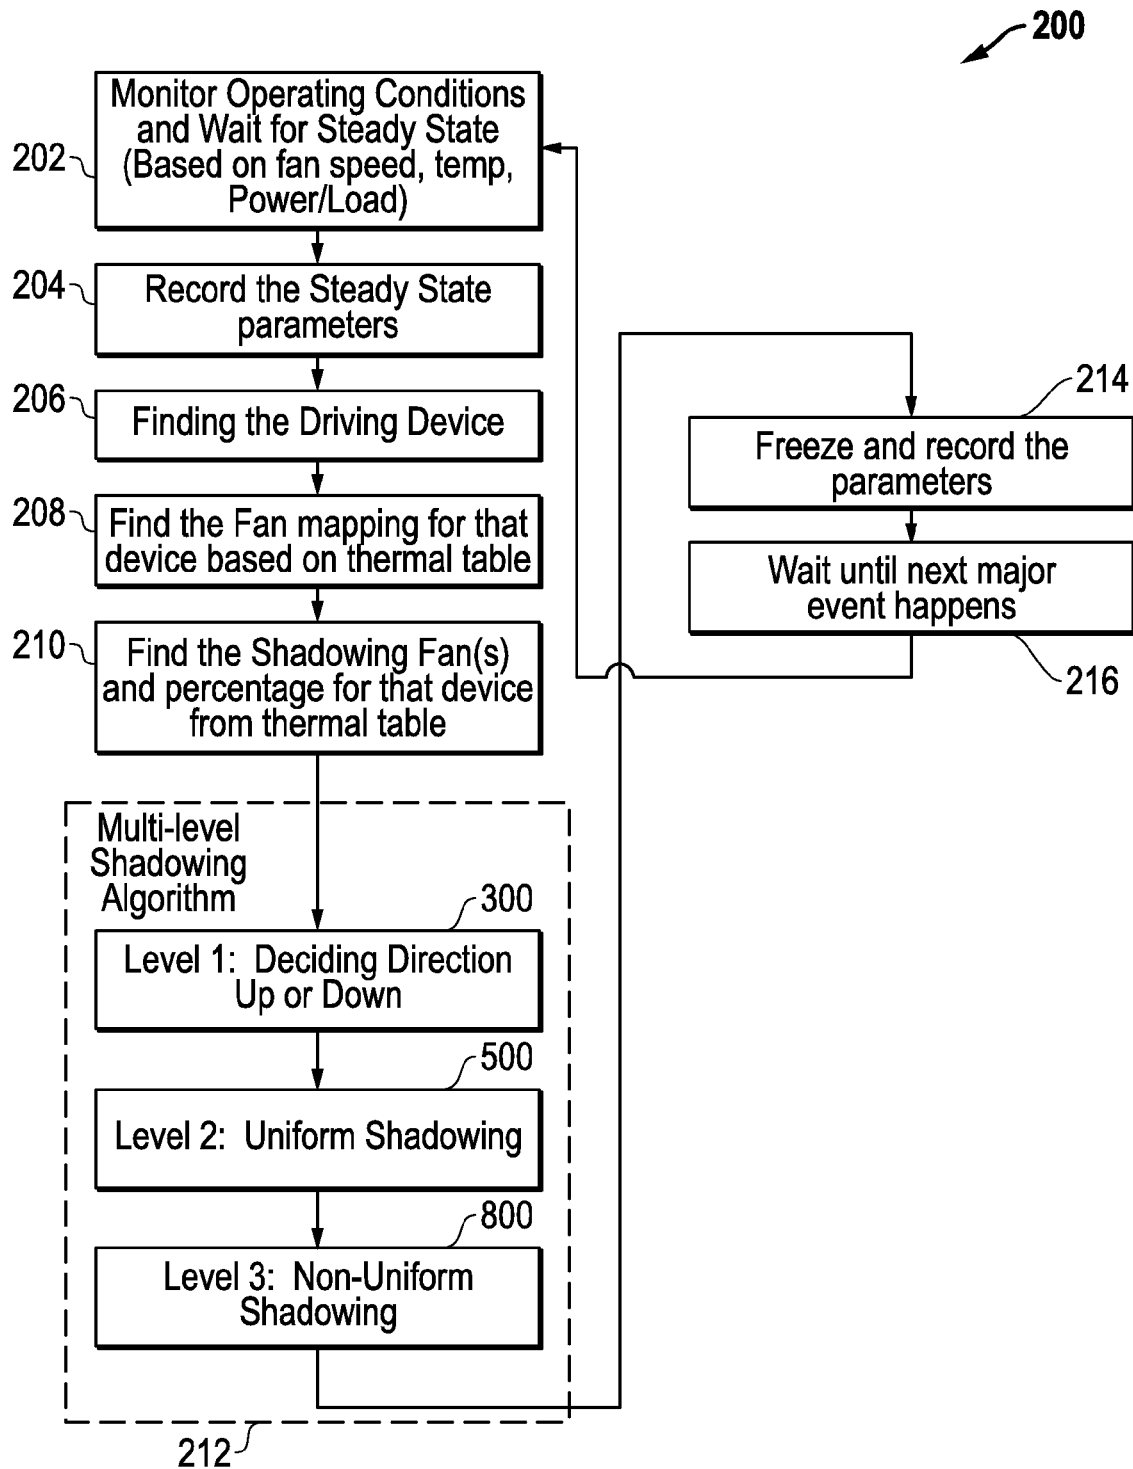 200
Monitor Operating Conditions
and Wait for Steady State
(Based on fan speed, temp,
Power/Load)
202
204
Record the Steady State
parameters
206
Finding the Driving Device
208
Find the Fan mapping for that
device based on thermal table
210
Find the Shadowing Fan(s)
and percentage for that device
from thermal table
Multi-level
Shadowing
Algorithm
300
Level 1: Deciding Direction
Up or Down
500
Level 2: Uniform Shadowing
800
Level 3: Non-Uniform
Shadowing
212
214
Freeze and record the
parameters
Wait until next major
event happens
216